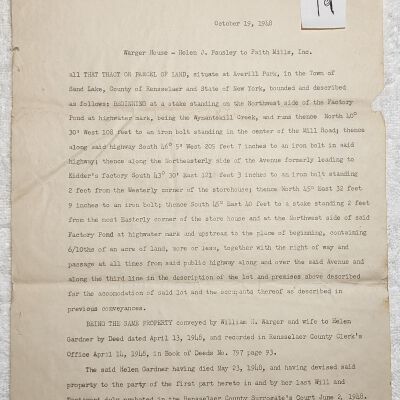 19
October 19, 1948
Warger House - Helen J. Pousley to Faith Mills, Inc.
all THAT TRACT OR PARCEL OF LAND, situate at Averill Park, in the Town of
Sand Lake, County of Rensselaer and State of New York, bounded and described
as follows: BEGINNING at a stake standing on the Northwest side of the Factory
Pond at highwater mark, being the Wynantskill Creek, and runs thence North 40°
30' West 108 feet to an iron bolt standing in the center of the Mill Road; thence
along said highway South 46° 5' West 205 feet 7 inches to an iron bolt in said
highway; thence along the Northeasterly side of the Avenue formerly leading to
Kidder's factory South 43° 30' East 121 feet 3 inches to an iron bolt standing
2 feet from the Westerly corner of the storehouse; thence North 45° East 32 feet
9 inches to an iron bolt; thence South 45° East 40 feet to a stake standing 2 feet
from the most Easterly corner of the store house and at the Northwest side of said
Factory Pond at highwater mark and upstream to the place of beginning, containing
6/10ths of an acre of land, more or less, together with the right of way and
passage at all times from said public highway along and over the said Avenue and
along the third line in the description of the lot and premises above described
for the accomodation of said lot and the occupants thereof as described in
previous conveyances.
BEING THE SAME PROPERTY conveyed by William H. Warger and wife to Helen
Gardner by Deed dated April 13, 1948, and recorded in Rensselaer County Clerk's
Office April 14, 1948, in Book of Deeds No. 797 page 93.
The said Helen Gardner having died May 23, 1948, and having devised said
property to the party of the first part hereto in and by her last Will and
Testament duly probated in the Rensselaer County Surrogate's Court June 2, 1948.